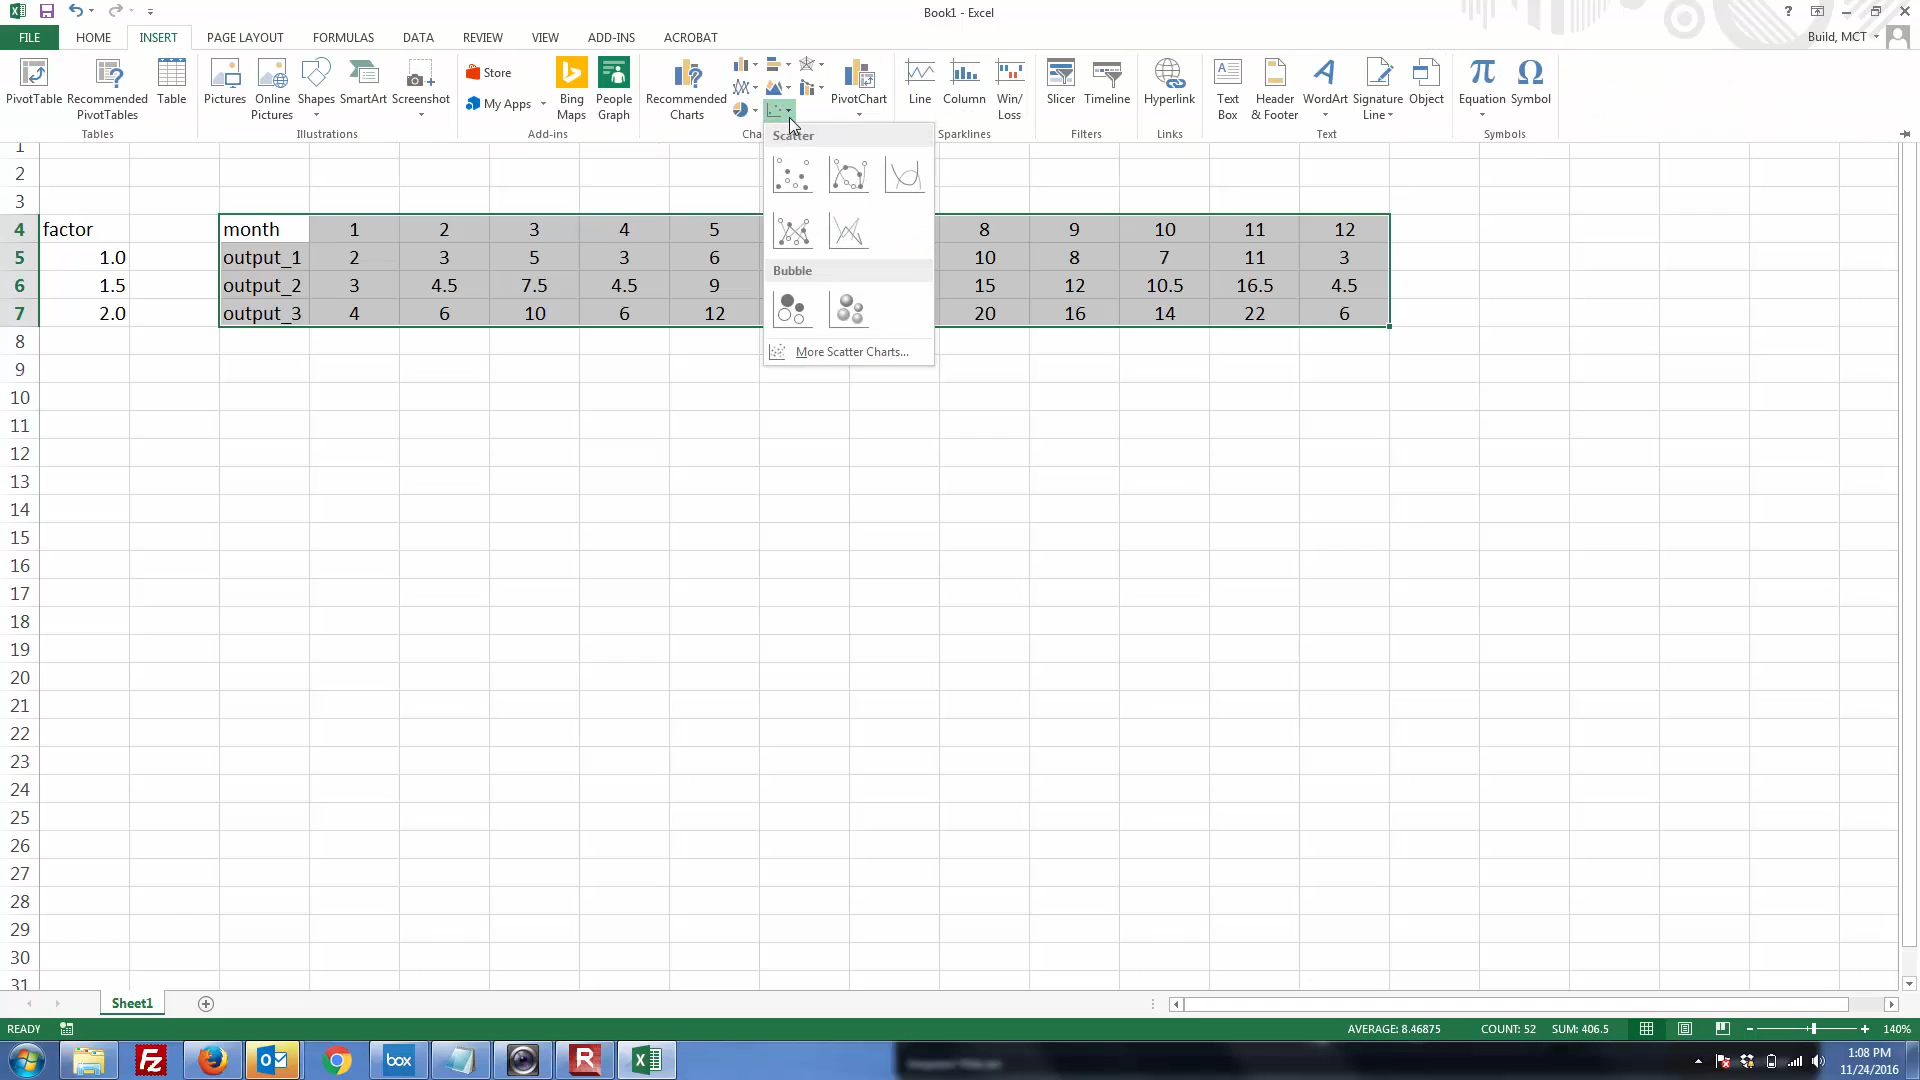 Book1 - Excel
?
FILE HOME INSERT PAGE LAYOUT FORMULAS DATA REVIEW VIEW ADD-INS ACROBAT
Build, MCT
PivotTable
Recommended PivotTables
Table
Tables
Pictures
Online Pictures
Shapes
SmartArt
Screenshot
Illustrations
Store
My Apps
Bing Maps
People Graph
Add-ins
Recommended Charts
PivotChart
Line
Column
Win/ Loss
Sparklines
Slicer
Timeline
Filters
Hyperlink
Links
Text Box
Header & Footer
WordArt
Signature Line
Object
Text
Equation
Symbol
Symbols
Scatter
Bubble
More Scatter Charts...
1
2
3
4 factor month 1 2 3 4 5 8 9 10 11 12
5 1.0 output_1 2 3 5 3 6 10 8 7 11 3
6 1.5 output_2 3 4.5 7.5 4.5 9 15 12 10.5 16.5 4.5
7 2.0 output_3 4 6 10 6 12 20 16 14 22 6
8
9
10
11
12
13
14
15
16
17
18
19
20
21
22
23
24
25
26
27
28
29
30
31
Sheet1
READY AVERAGE: 8.46875 COUNT: 52 SUM: 406.5 140%
box
1:08 PM
11/24/2016